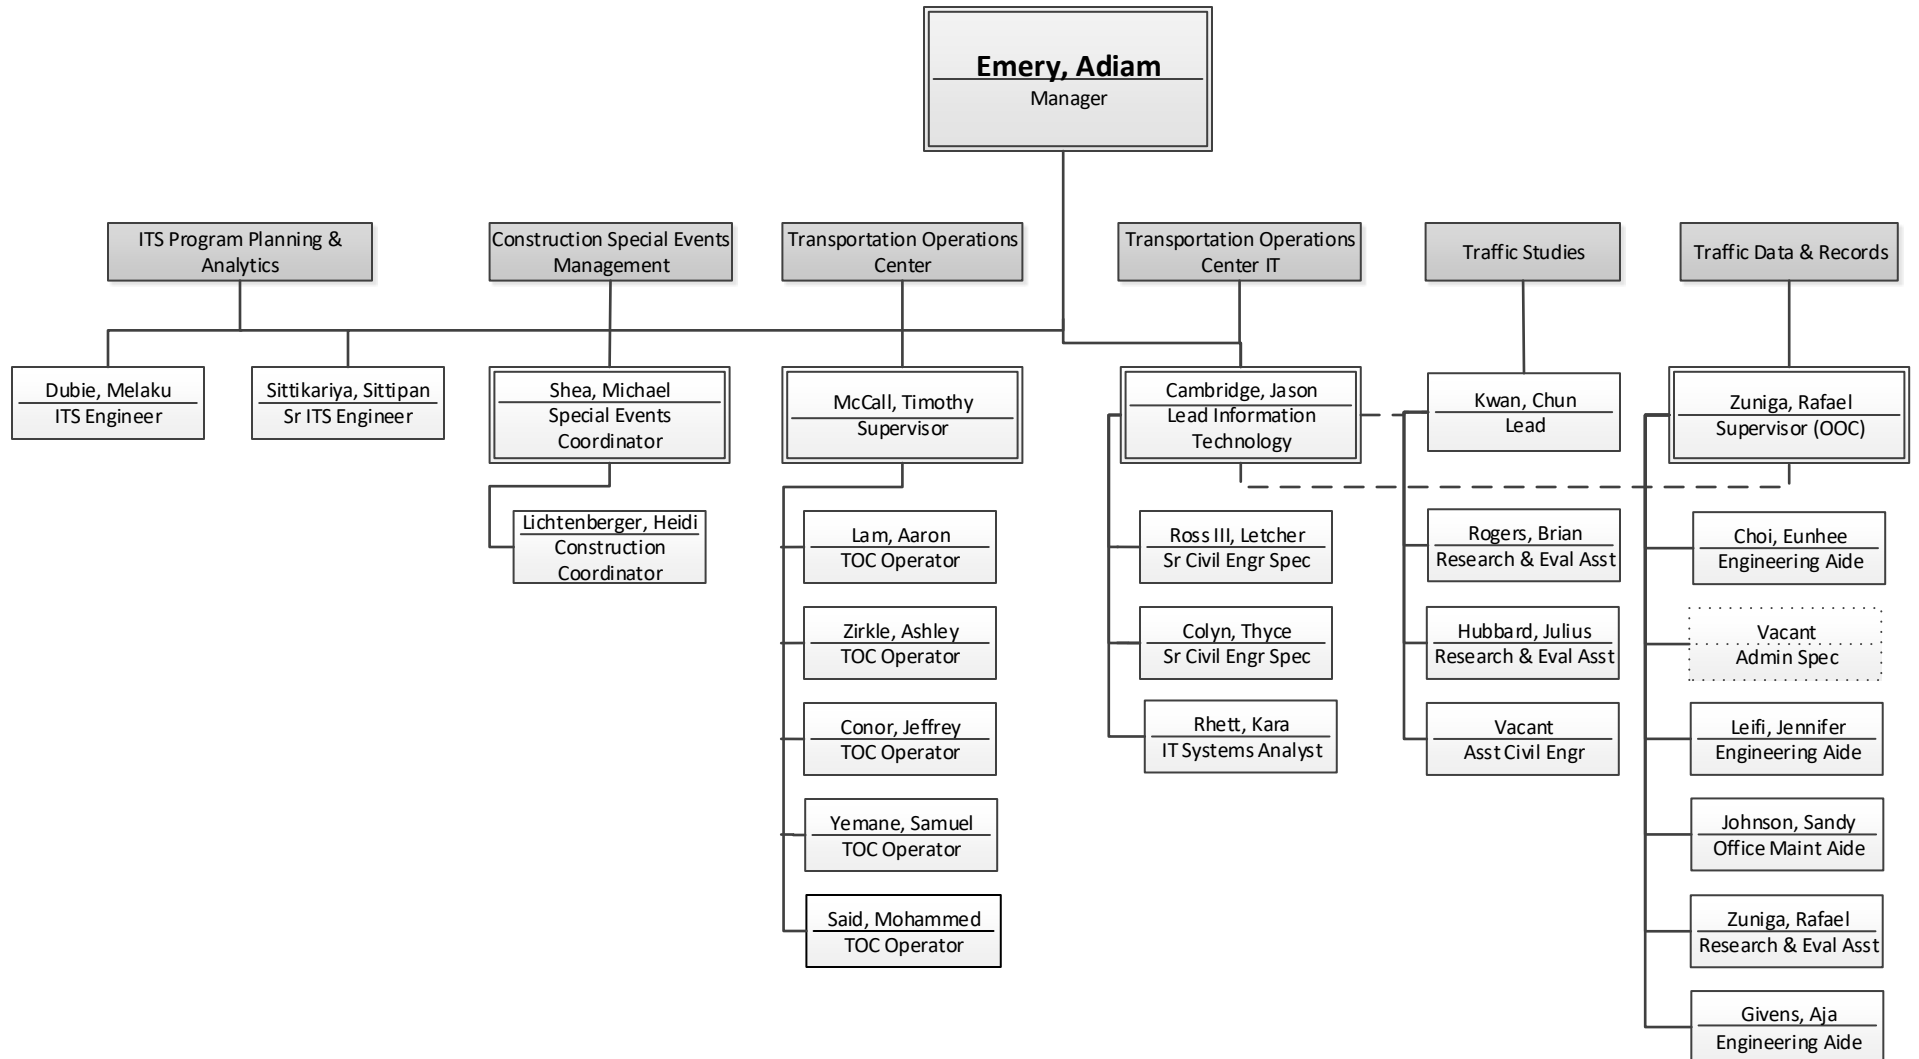 Emery, Adiam
Manager
ITS Program Planning &
Analytics
Construction Special Events
Management
Transportation Operations
Center
Transportation Operations
Center IT
Traffic Studies
Traffic Data & Records
Dubie, Melaku
ITS Engineer
Sittikariya, Sittipan
Sr ITS Engineer
Shea, Michael
Special Events
Coordinator
McCall, Timothy
Supervisor
Cambridge, Jason
Lead Information
Technology
Kwan, Chun
Lead
Zuniga, Rafael
Supervisor (OOC)
Lichtenberger, Heidi
Construction
Coordinator
Lam, Aaron
TOC Operator
Zirkle, Ashley
TOC Operator
Conor, Jeffrey
TOC Operator
Yemane, Samuel
TOC Operator
Said, Mohammed
TOC Operator
Ross III, Letcher
Sr Civil Engr Spec
Colyn, Thyce
Sr Civil Engr Spec
Rhett, Kara
IT Systems Analyst
Rogers, Brian
Research & Eval Asst
Hubbard, Julius
Research & Eval Asst
Vacant
Asst Civil Engr
Choi, Eunhee
Engineering Aide
Vacant
Admin Spec
Leifi, Jennifer
Engineering Aide
Johnson, Sandy
Office Maint Aide
Zuniga, Rafael
Research & Eval Asst
Givens, Aja
Engineering Aide